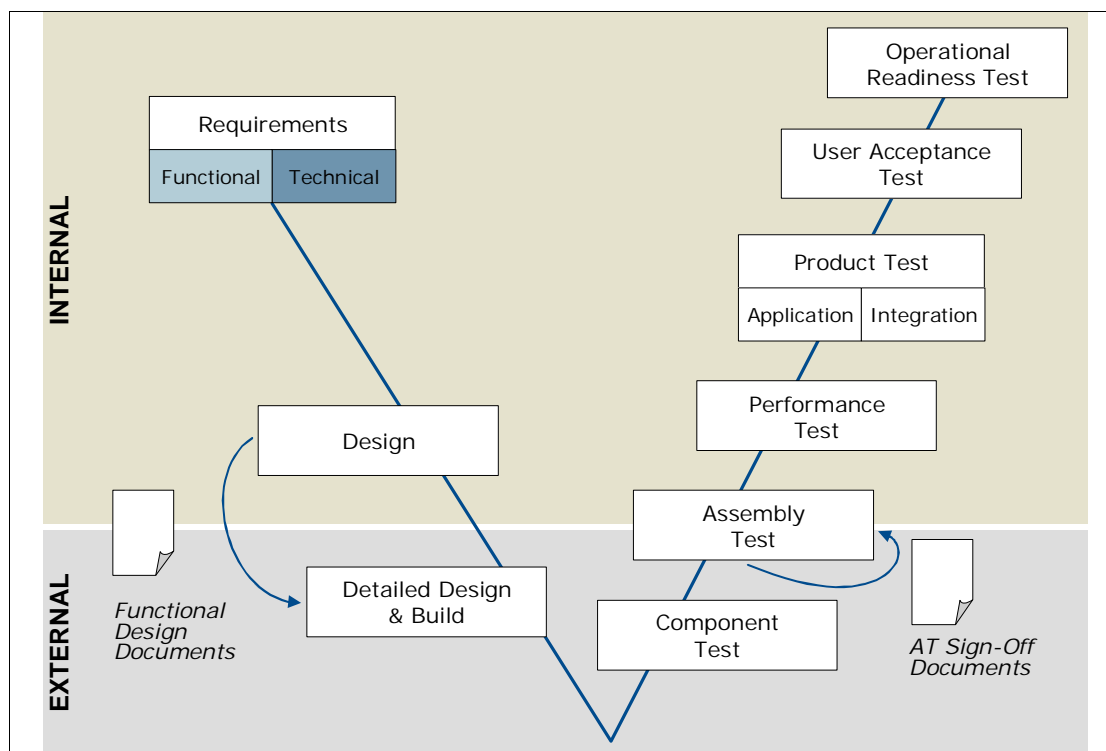 Operational
Readiness Test
Requirements
Functional
Technical
User Acceptance
Test
INTERNAL
Product Test
Application
Integration
Performance
Test
Design
Assembly
Test
Detailed Design
& Build
Functional
Design
Documents
Component
Test
AT Sign-Off
Documents
EXTERNAL